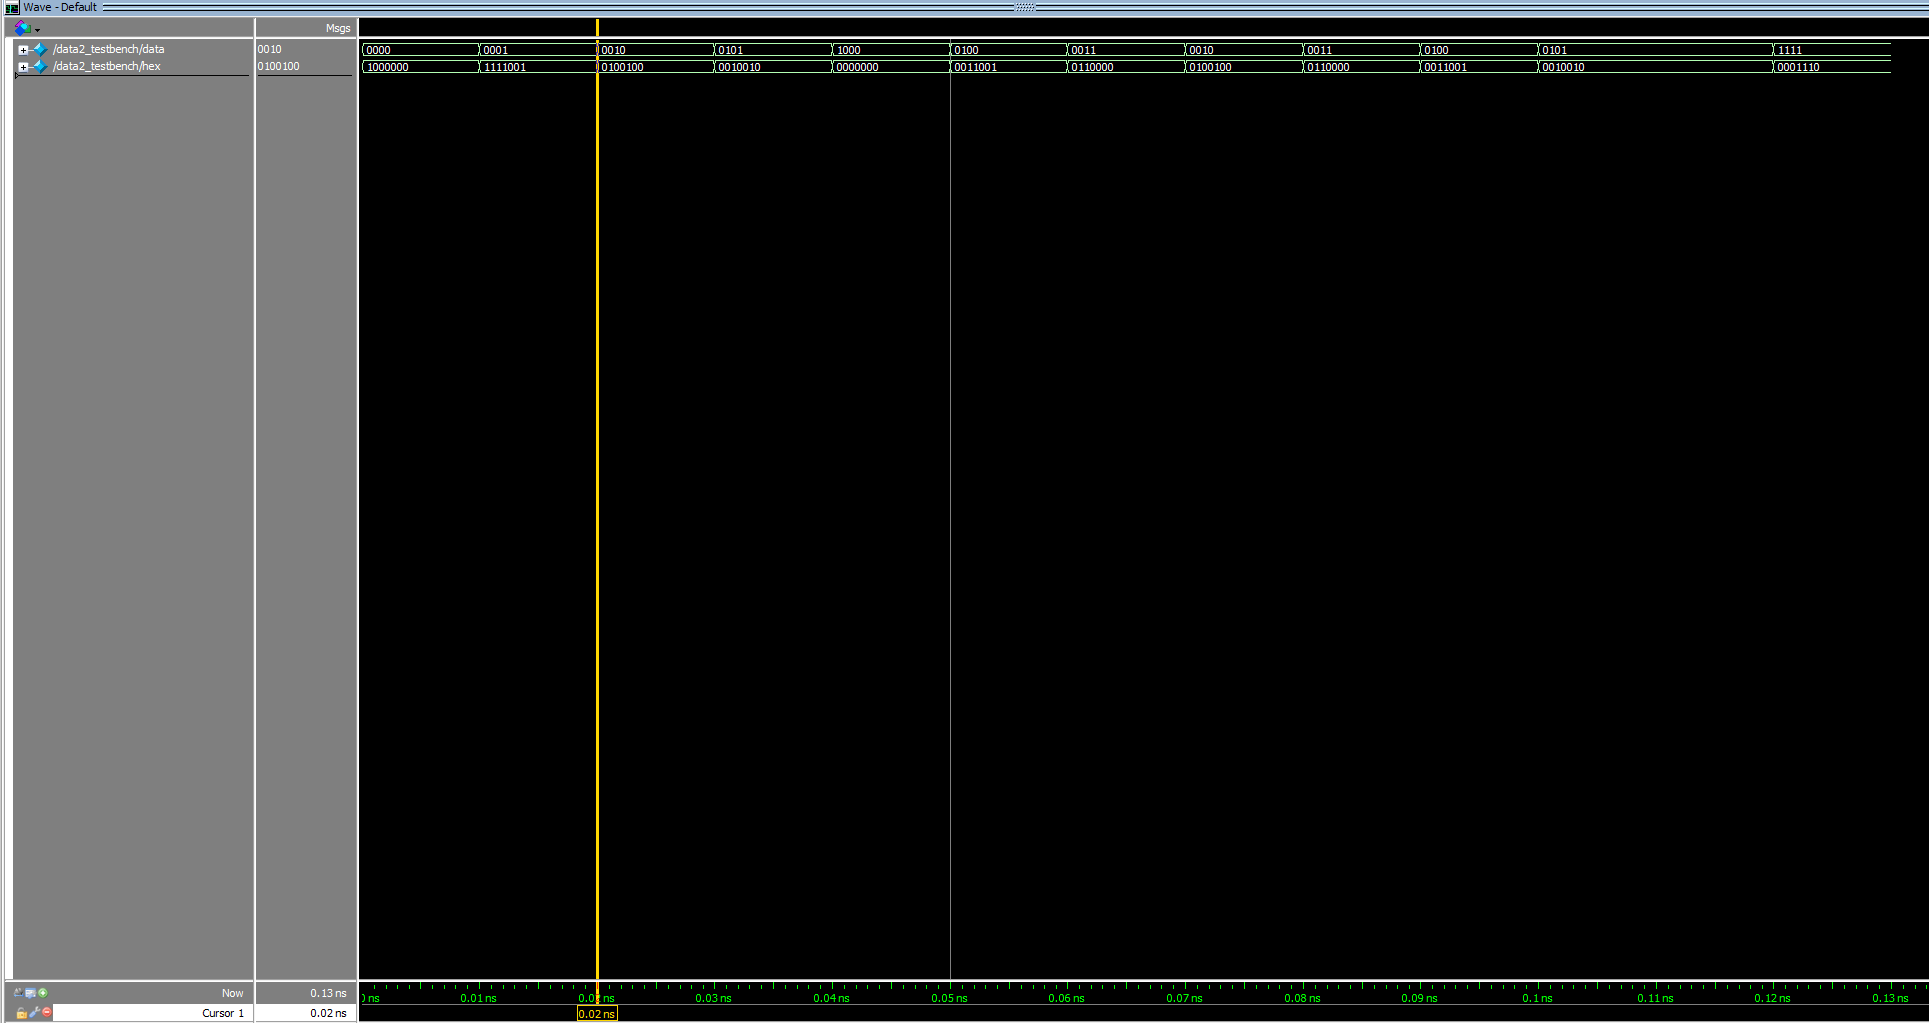 Wave - Default
Msgs
/data2_testbench/data 0010 0000 0001 0010 0101 1000 0100 0011 0010 0011 0100 0101 1111
/data2_testbench/hex 0100100 1000000 1111001 0100100 0010010 0000000 0011001 0110000 0100100 0110000 0011001 0010010 0001110
Now 0.13 ns ns 0.01 ns 0.02 ns 0.03 ns 0.04 ns 0.05 ns 0.06 ns 0.07 ns 0.08 ns 0.09 ns 0.1 ns 0.11 ns 0.12 ns 0.13 ns
Cursor 1 0.02 ns 0.02 ns